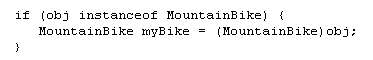 if (obj instanceof MountainBike) {
    MountainBike myBike = (MountainBike)obj;
}